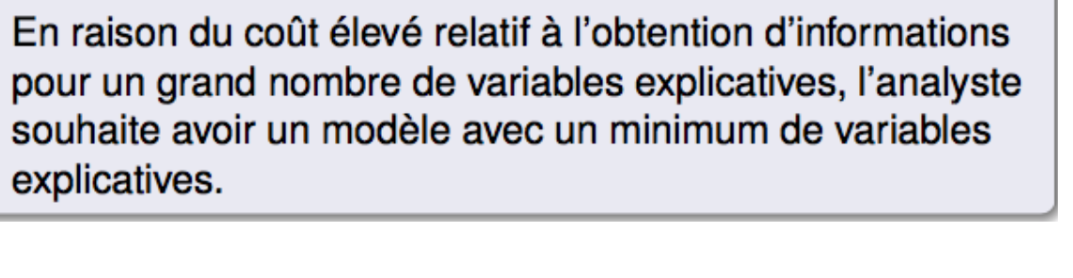 En raison du coût élevé relatif à l'obtention d'informations
pour un grand nombre de variables explicatives, l'analyste
souhaite avoir un modèle avec un minimum de variables
explicatives.